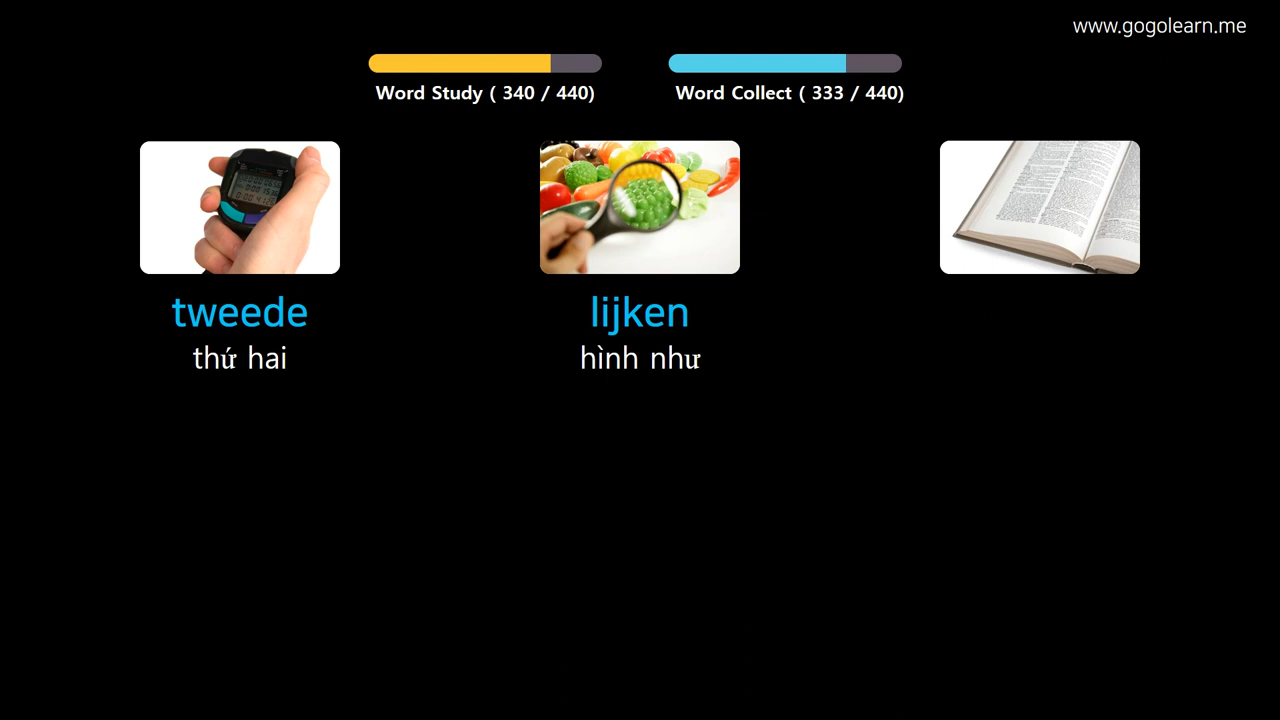 www.gogolearn.me
Word Study ( 340 / 440)
Word Collect ( 333 / 440)
tweede
thứ hai
lijken
hình như